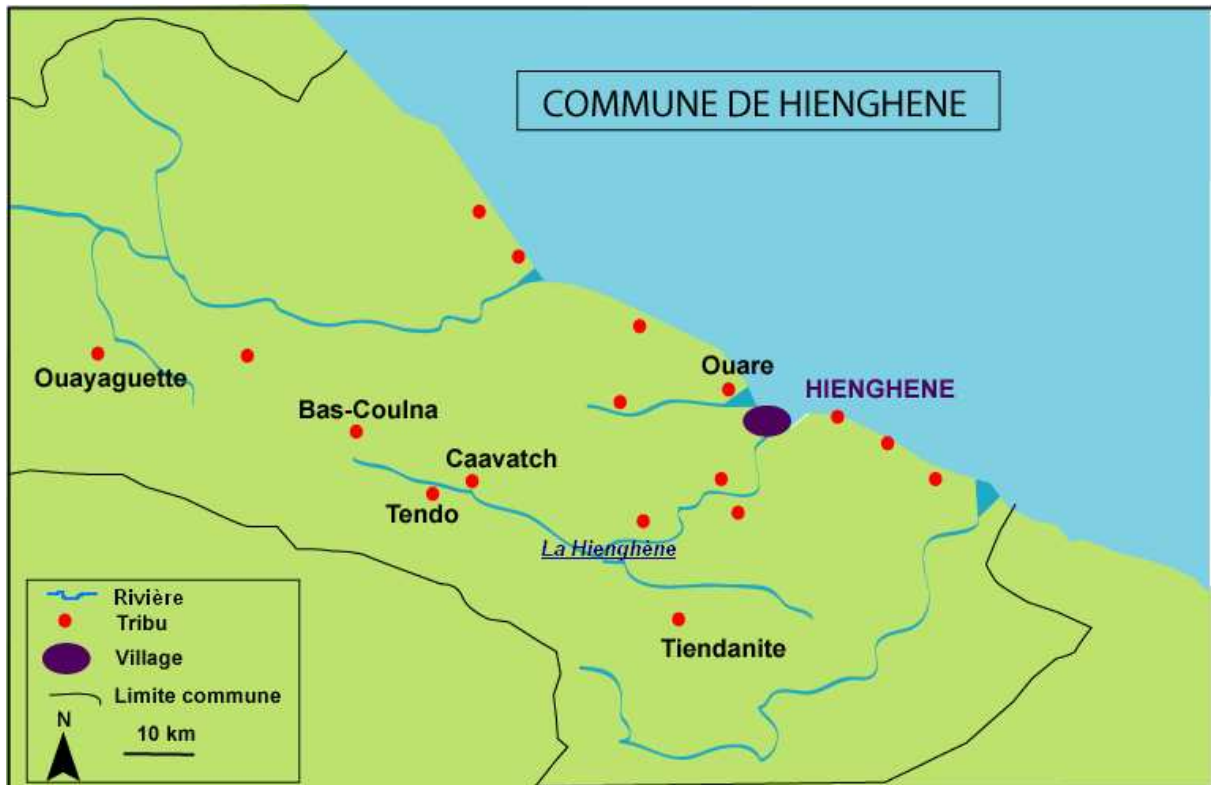 COMMUNE DE HIENGHENE
Ouare
HIENGHENE
Ouayaguette
Bas-Coulna
Caavatch
Tendo
La Hienghène
Tiendanite
Rivière
Tribu
Village
Limite commune
N
10 km